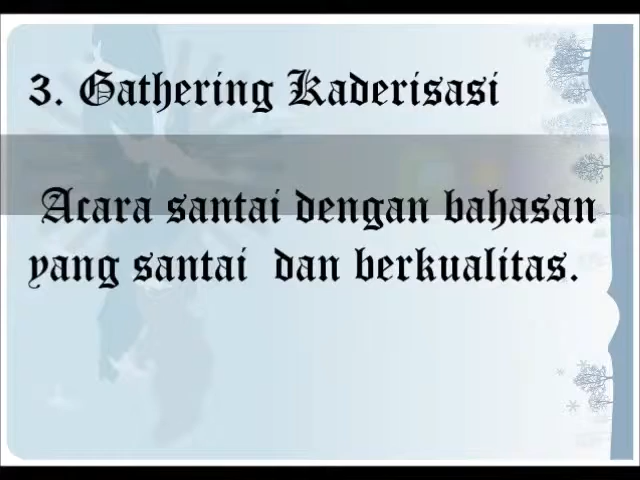 3. Gathering Kaderisasi
Acara santai dengan bahasan
yang santai dan berkualitas.